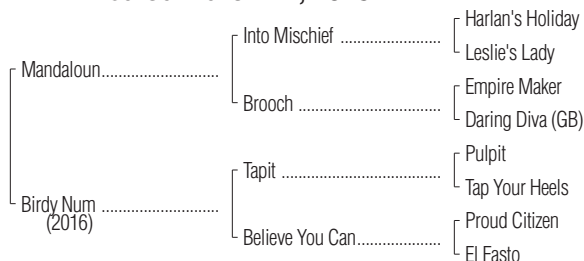 Harlan's Holiday
Into Mischief
Leslie's Lady
Mandaloun
Empire Maker
Brooch
Daring Diva (GB)
Pulpit
Tapit
Tap Your Heels
Birdy Num
(2016)
Proud Citizen
Believe You Can
El Fasto